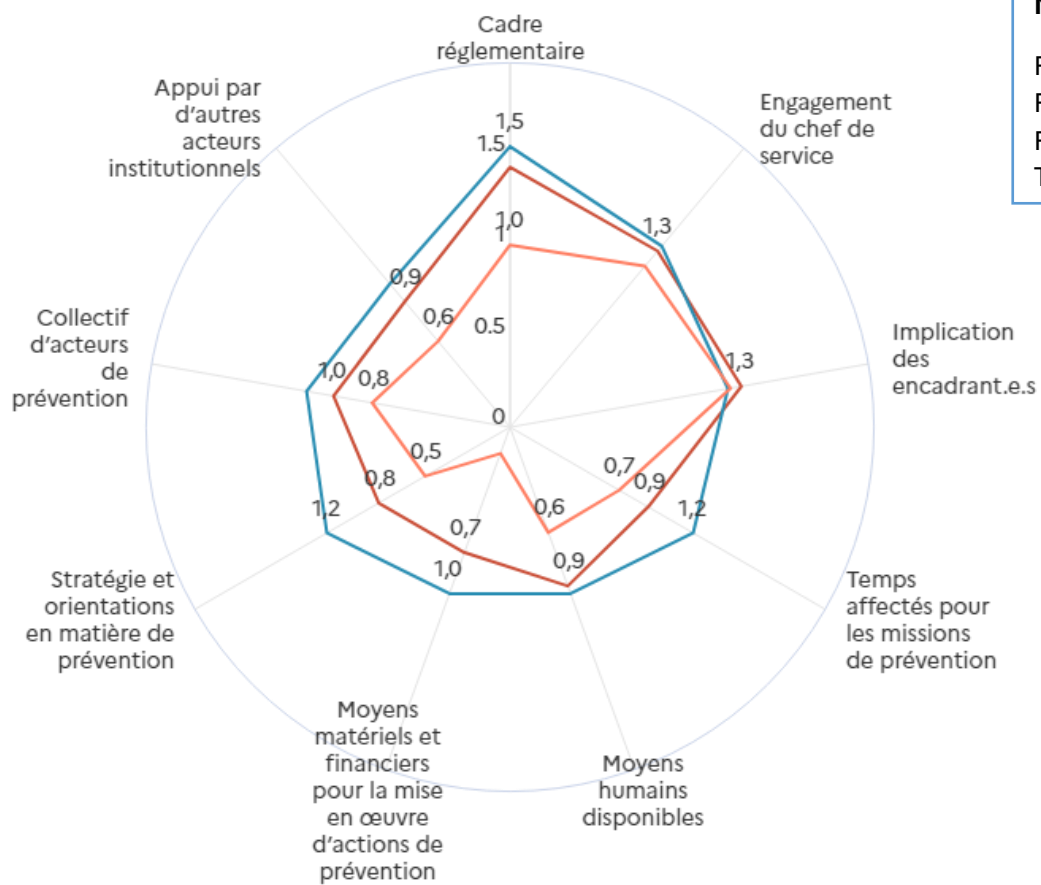 Cadre
réglementaire
Appui par
d'autres
acteurs
institutionnels
Engagement
du chef de
service
1,5
1.5
1,0
1
1,3
0,9
0,6
0.5
Collectif
d'acteurs
de
prévention
Implication
des
encadrant.e.s
1,0
0,8
1,3
0
0,5
0,8
1,2
0,7
0,9
1,2
0,7
1,0
0,6
0,9
Stratégie et
orientations
en matière de
prévention
Temps
affectés pour
les missions
de prévention
Moyens
matériels et
financiers
pour la mise
en œuvre
d'actions de
prévention
Moyens
humains
disponibles